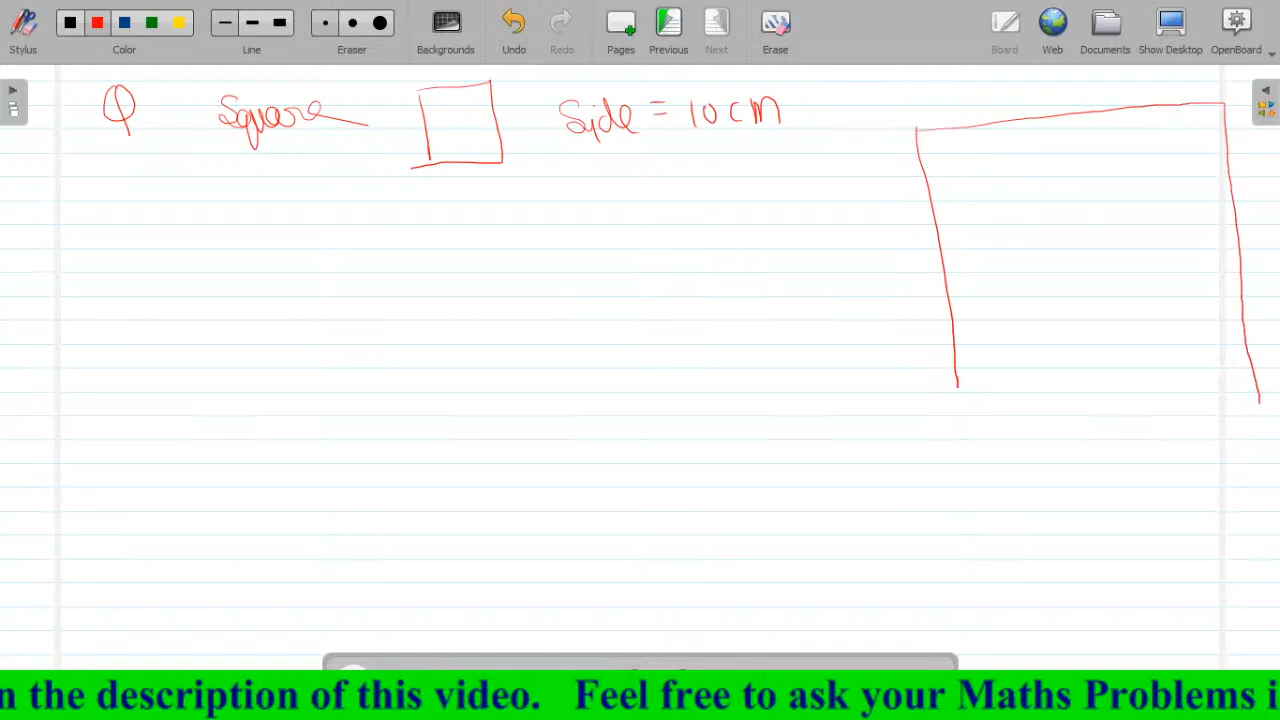 Stylus Color Line Eraser Backgrounds Undo Redo Pages Previous Next Erase Board Web Documents Show Desktop OpenBoard
Q Square Side = 10 cm
n the description of this video. Feel free to ask your Maths Problems i